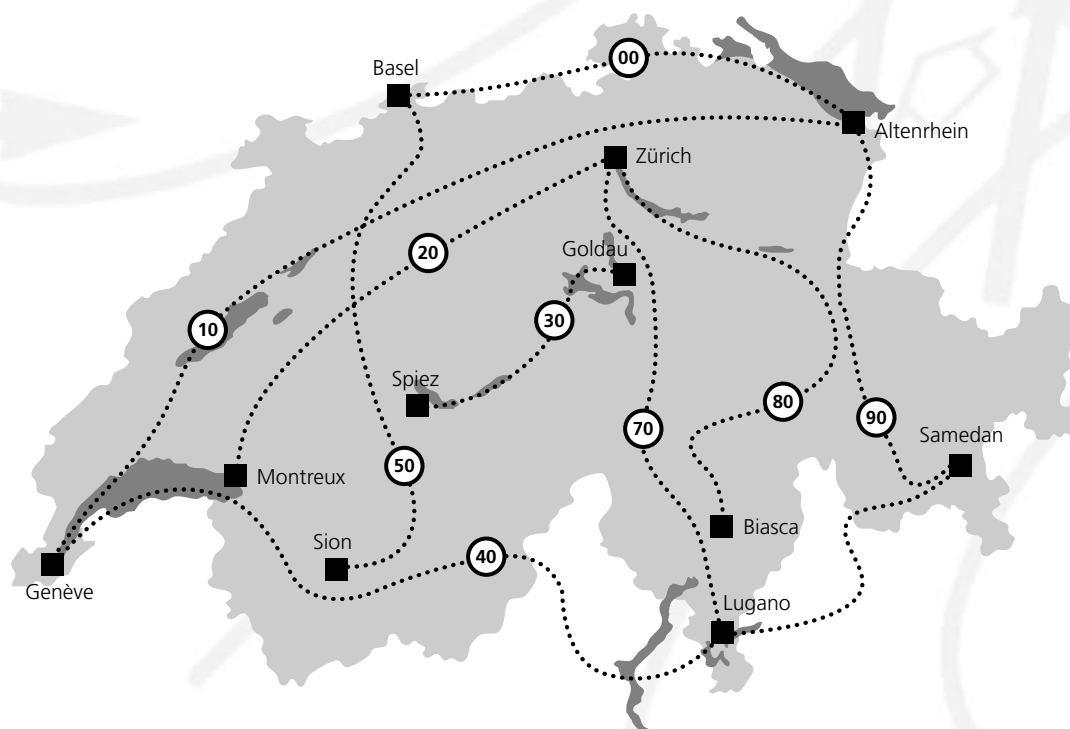 00
Basel
Altenrhein
Zürich
20
Goldau
10
30
Spiez
80
70
90
Samedan
50
Montreux
Biasca
Sion
40
Genève
Lugano